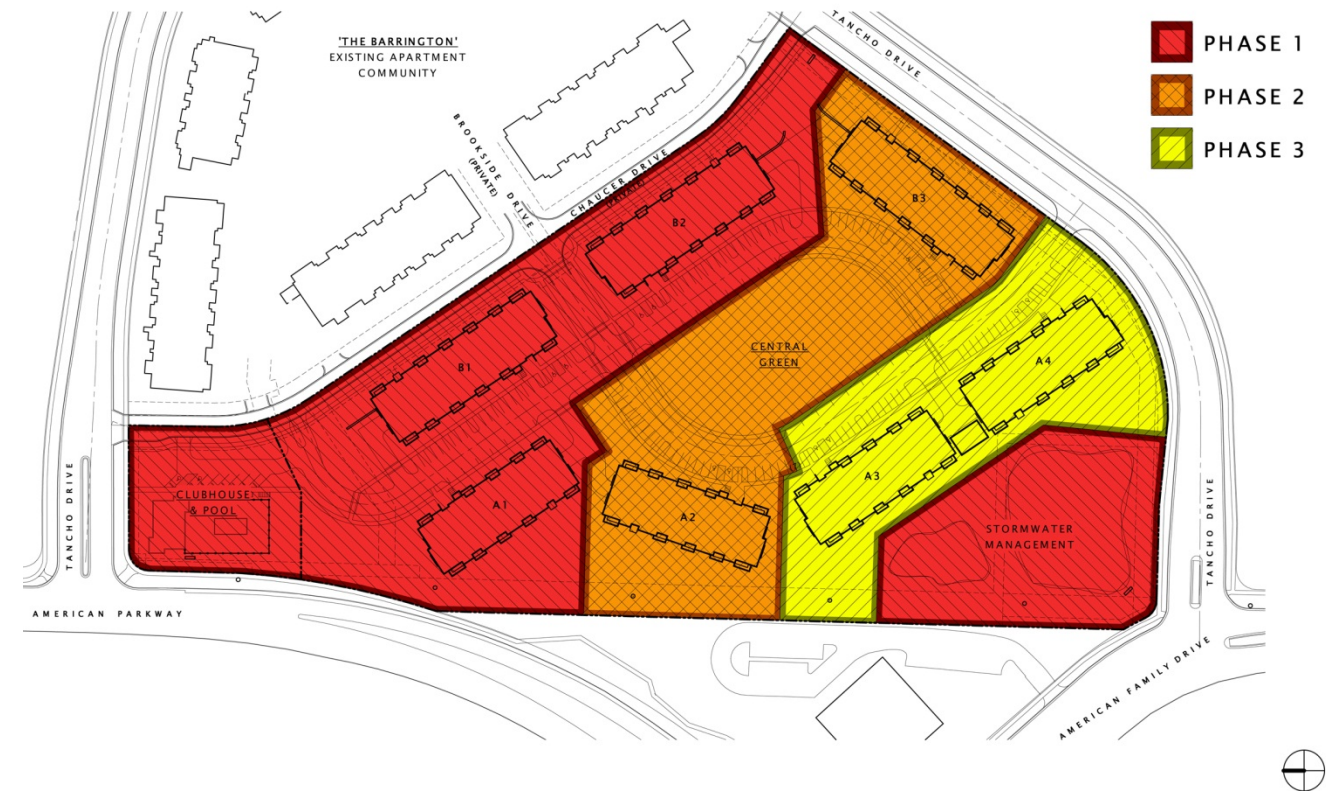 'THE BARRINGTON'
EXISTING APARTMENT
COMMUNITY
TANCHO DRIVE
PHASE 1
PHASE 2
PHASE 3
BROOKSIDE DRIVE
(PRIVATE)
CHAUCER DRIVE
(PRIVATE)
B2
B3
B1
CENTRAL
GREEN
A4
A3
A1
A2
CLUBHOUSE
& POOL
STORMWATER
MANAGEMENT
TANCHO DRIVE
TANCHO DRIVE
AMERICAN PARKWAY
AMERICAN FAMILY DRIVE